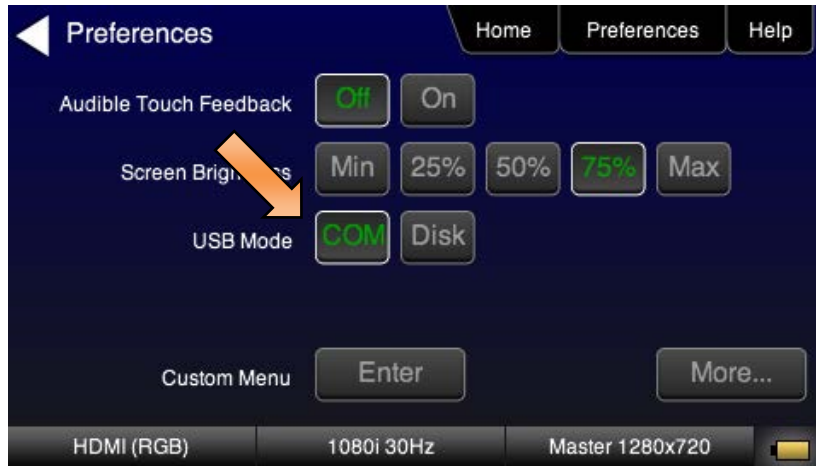 Preferences
Home Preferences Help
Audible Touch Feedback Off On
Screen Brightness Min 25% 50% 75% Max
USB Mode COM Disk
Custom Menu Enter More...
HDMI (RGB) 1080i 30Hz Master 1280x720